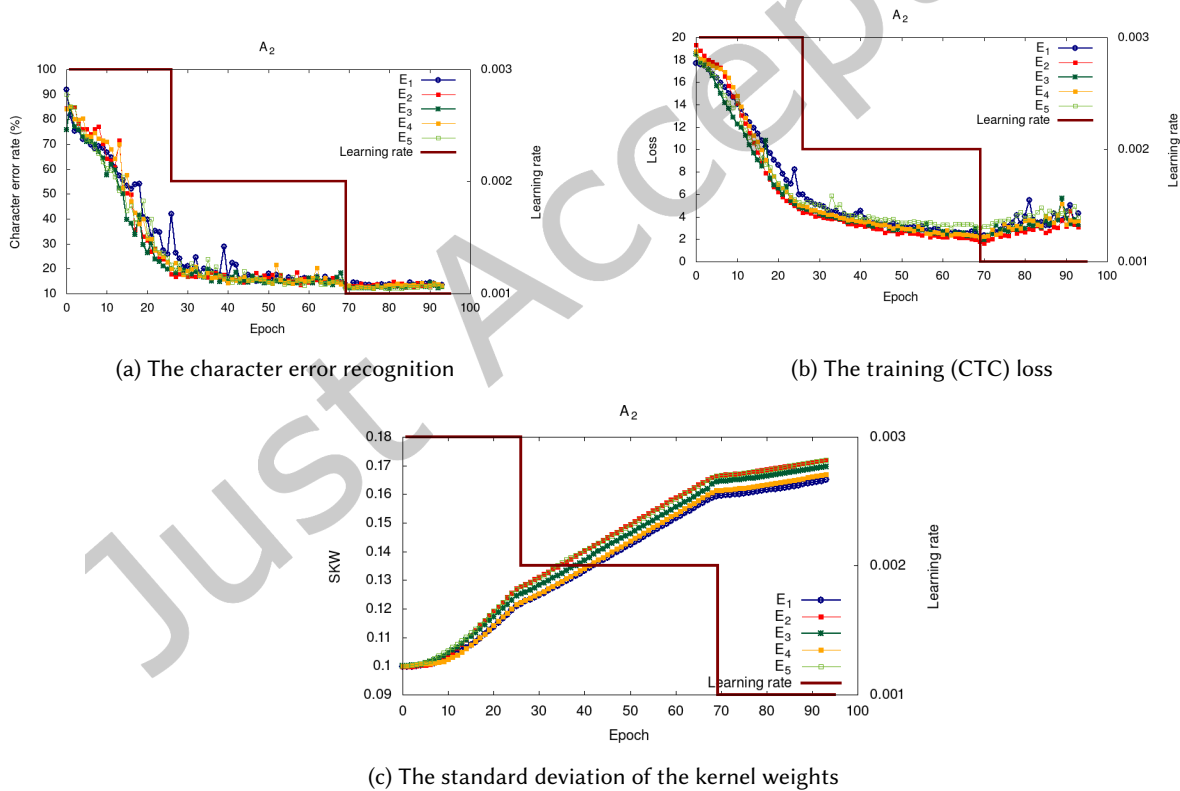 Just Accepted
A2
Character error rate (%)
100
90
80
70
60
50
40
30
20
10
0 10 20 30 40 50 60 70 80 90 100
Epoch
0.003
0.002
0.001
Learning rate
E1
E2
E3
E4
E5
Learning rate
(a) The character error recognition
A2
Loss
20
18
16
14
12
10
8
6
4
2
0
0 10 20 30 40 50 60 70 80 90 100
Epoch
0.003
0.002
0.001
Learning rate
E1
E2
E3
E4
E5
Learning rate
(b) The training (CTC) loss
A2
SKW
0.18
0.17
0.16
0.15
0.14
0.13
0.12
0.11
0.1
0.09
0 10 20 30 40 50 60 70 80 90 100
Epoch
0.003
0.002
0.001
Learning rate
E1
E2
E3
E4
E5
Learning rate
(c) The standard deviation of the kernel weights